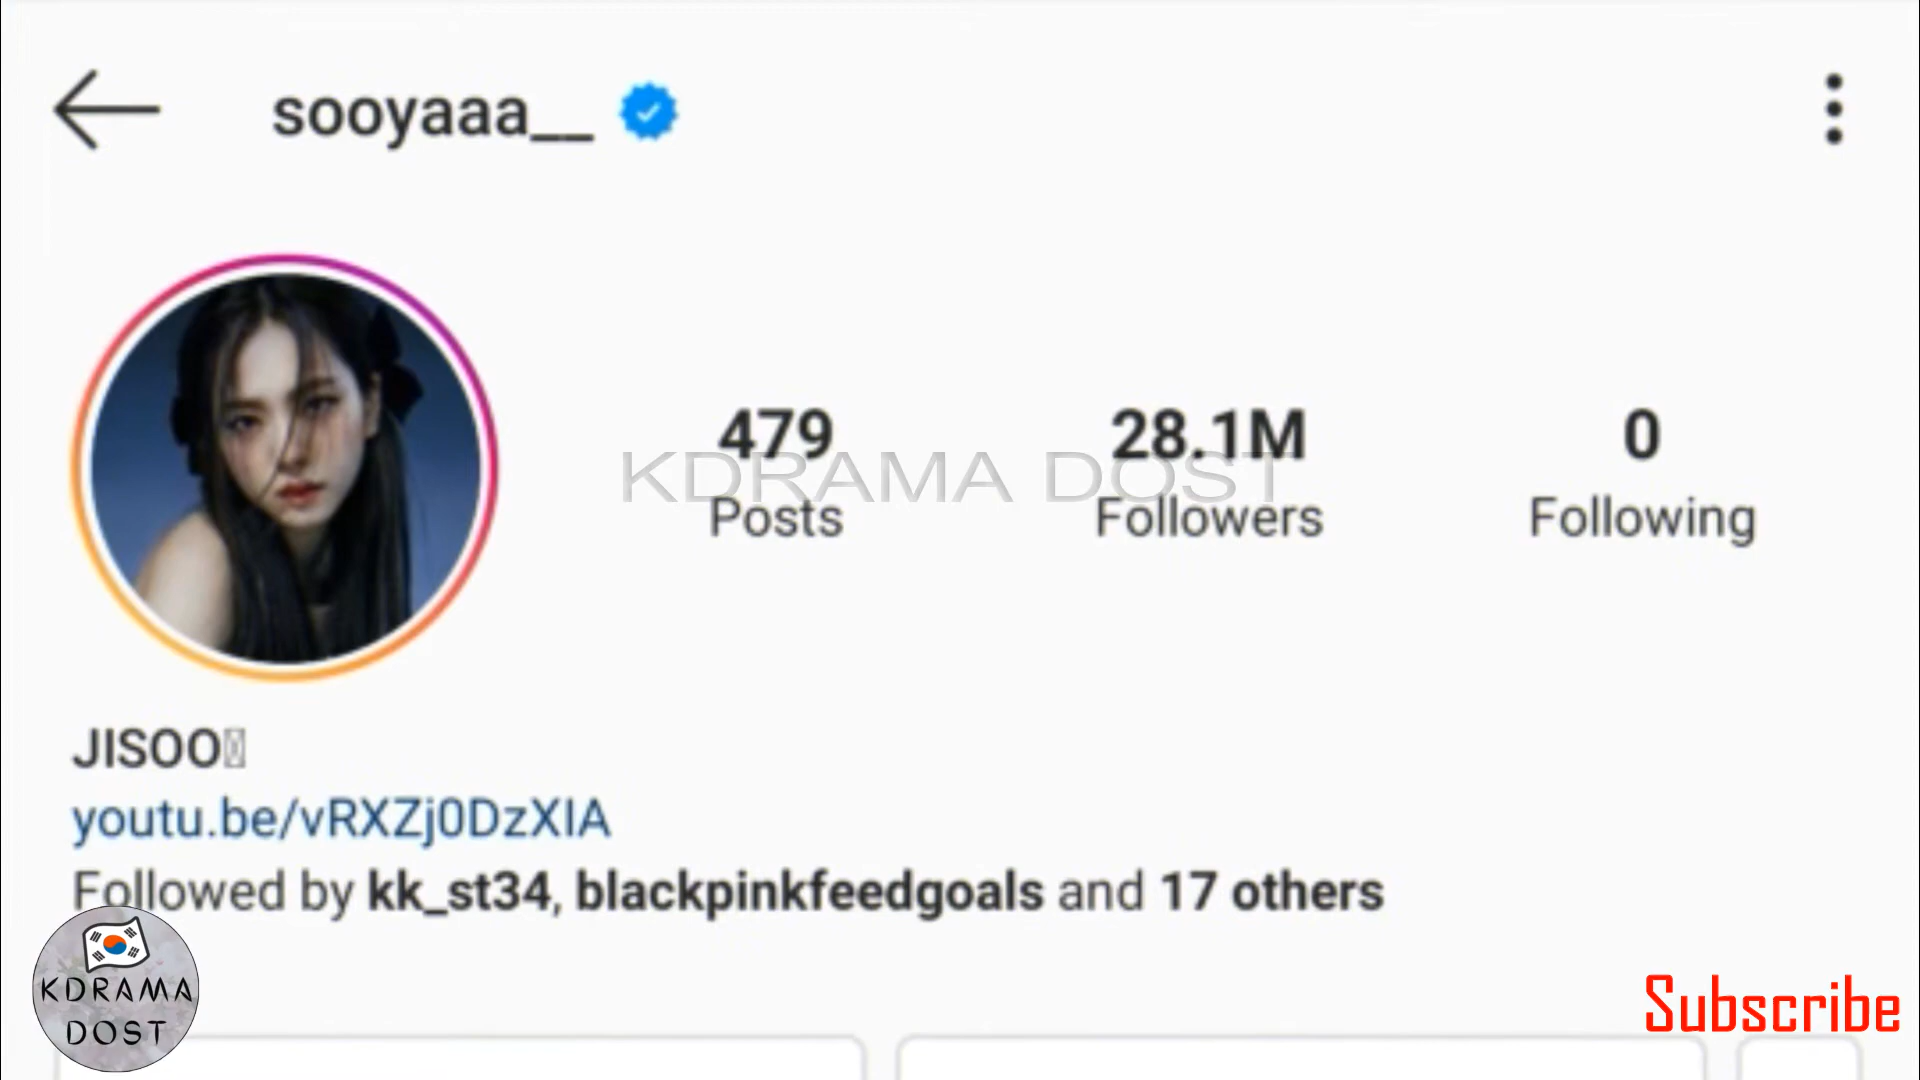 sooyaaa__
479 28.1M 0
KDRAMA DOST
Posts Followers Following
JISOO
youtu.be/vRXZj0DzXIA
Followed by kk_st34, blackpinkfeedgoals and 17 others
KDRAMA
DOST
Subscribe